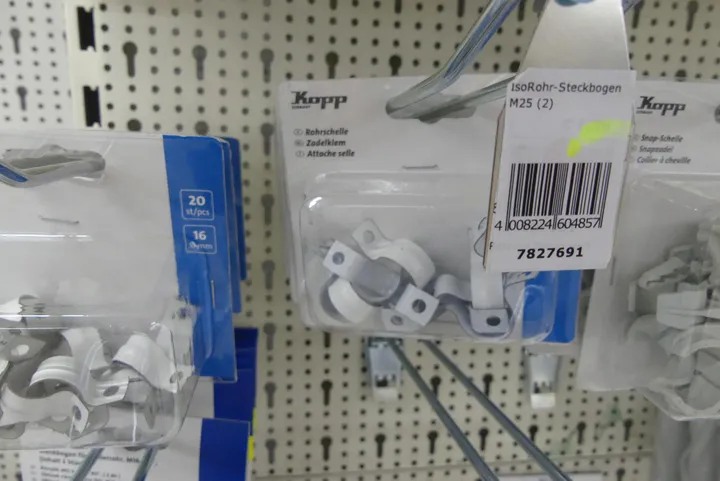 20
st/pcs
16
mm
Kopp
Rohrschelle
Zadelklem
Attache selle
IsoRohr-Steckbogen
M25 (2)
4 008224 604857
7827691
Kopp
Snap-Schelle
Snapzadel
Collier à cheville